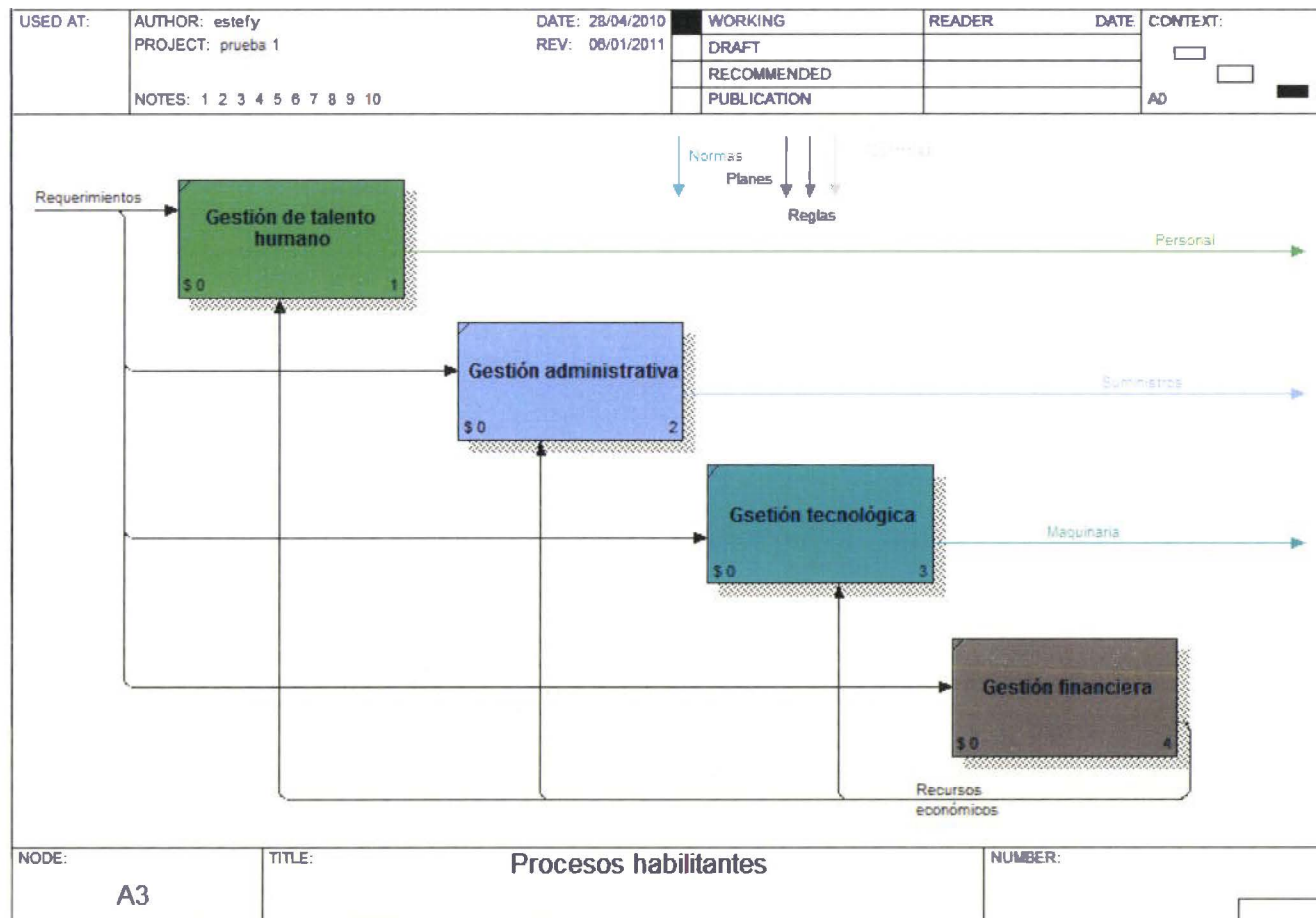 USED AT:
AUTHOR: estefy
DATE: 28/04/2010
WORKING
READER
DATE
CONTEXT:
PROJECT: prueba 1
REV: 06/01/2011
DRAFT
RECOMMENDED
NOTES: 1 2 3 4 5 6 7 8 9 10
PUBLICATION
A0
Normas
Planes
Reglas
Requerimientos
Gestión de talento
humano
$ 0
1
Personal
Gestión administrativa
$ 0
2
Suministros
Gsetión tecnológica
$ 0
3
Maquinaria
Gestión financiera
$ 0
4
Recursos
económicos
NODE:
TITLE:
Procesos habilitantes
NUMBER:
A3